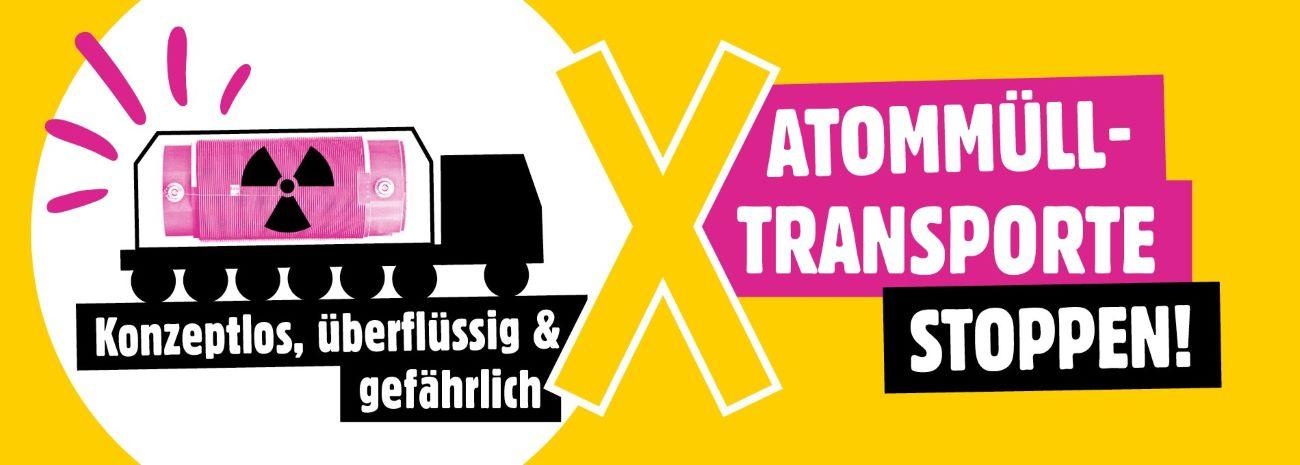 Konzeptlos, überflüssig &
gefährlich
ATOMMÜLL-
TRANSPORTE
STOPPEN!